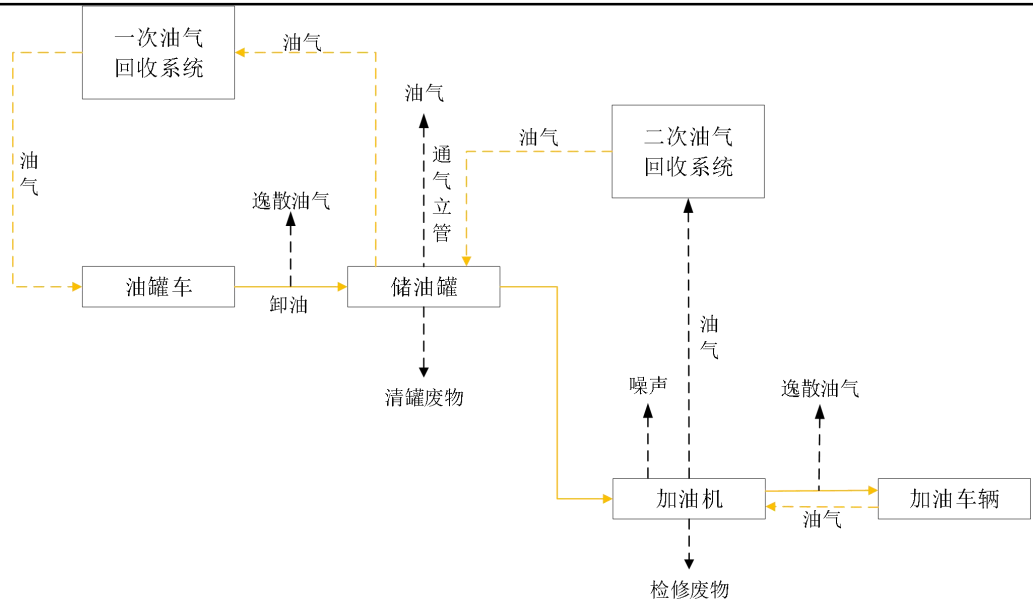 一次油气
回收系统
油气
油气
油气
通气立管
油气
二次油气
回收系统
逸散油气
油罐车
卸油
储油罐
油气
清罐废物
噪声
逸散油气
加油机
油气
加油车辆
检修废物